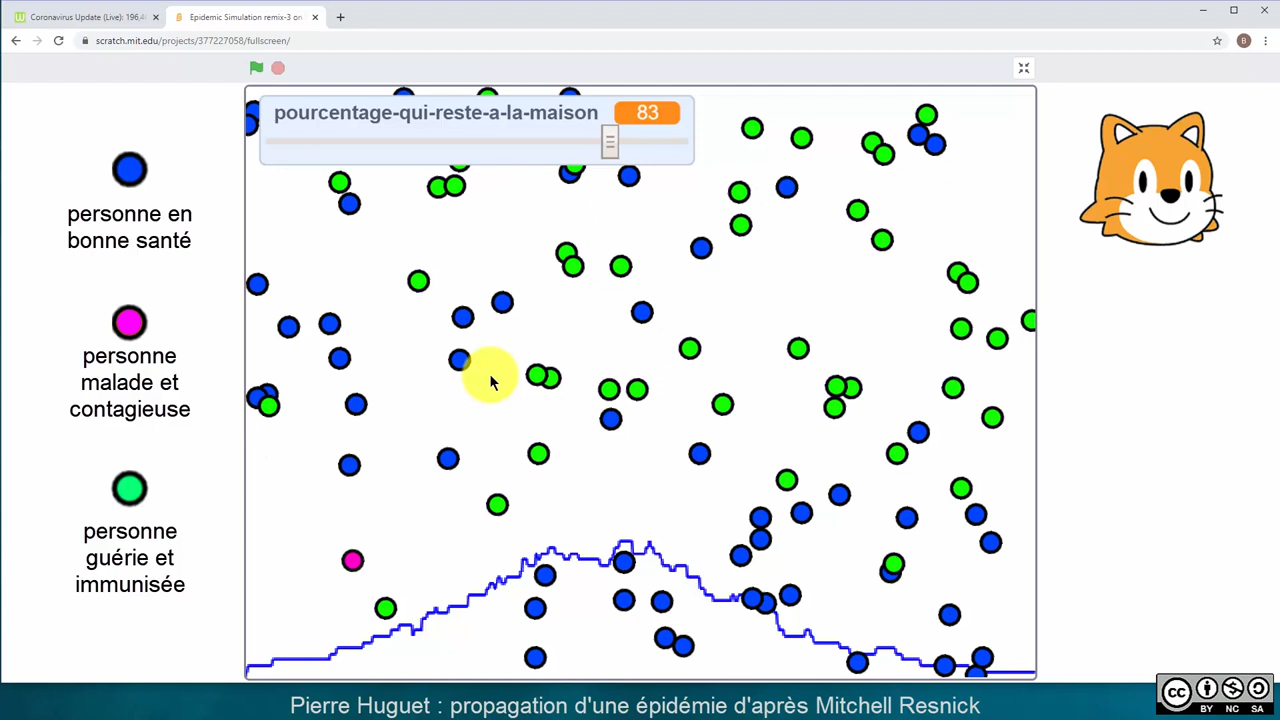 Coronavirus Update (Live): 196,4
Epidemic Simulation remix-3 on
scratch.mit.edu/projects/377227058/fullscreen/
B
pourcentage-qui-reste-a-la-maison 83
personne en
bonne santé
personne
malade et
contagieuse
personne
guérie et
immunisée
Pierre Huguet : propagation d'une épidémie d'après Mitchell Resnick
cc
BY NC SA